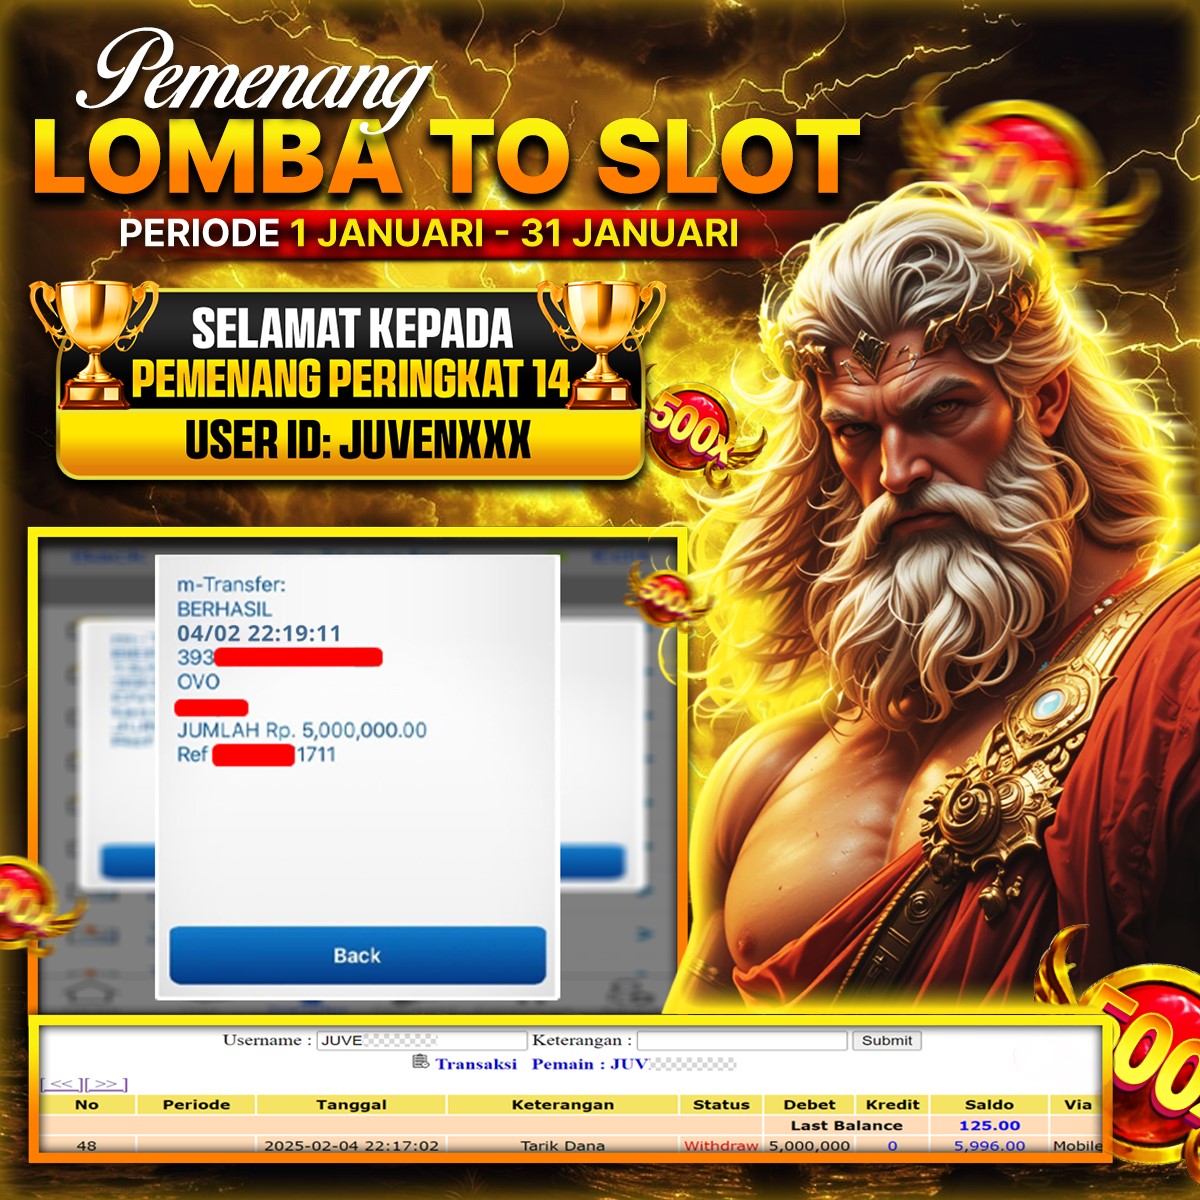 Pemenang
LOMBA TO SLOT
PERIODE 1 JANUARI - 31 JANUARI
SELAMAT KEPADA
PEMENANG PERINGKAT 14
USER ID: JUVENXXX
500x
500x
500x
m-Transfer:
BERHASIL
04/02 22:19:11
393
OVO
JUMLAH Rp. 5,000,000.00
Ref 1711
Back
500x
Username : JUVE Keterangan : Submit
Transaksi Pemain : JUV
[ << ][ >> ]
No Periode Tanggal Keterangan Status Debet Kredit Saldo Via
Last Balance 125.00
48 2025-02-04 22:17:02 Tarik Dana Withdraw 5,000,000 0 5,996.00 Mobile